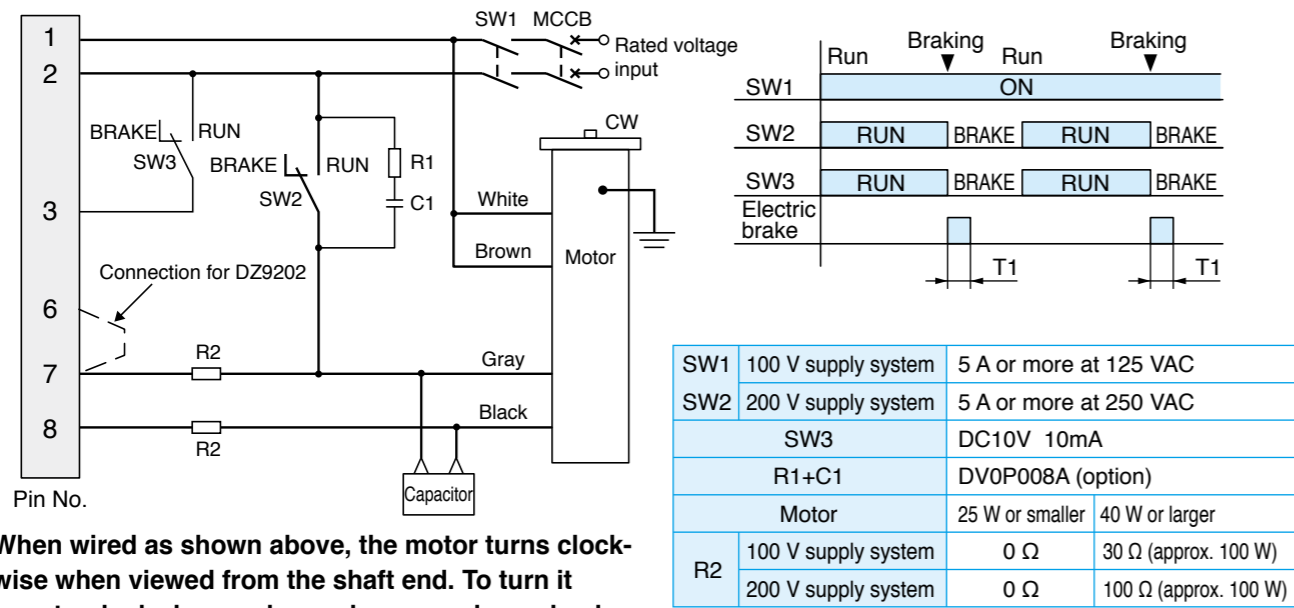 1
2
3
6
7
8
Pin No.
SW1 MCCB
Rated voltage
input
BRAKE RUN
SW3
BRAKE RUN
SW2
R1
C1
CW
White
Brown
Motor
Connection for DZ9202
R2
Gray
Black
R2
Capacitor
When wired as shown above, the motor turns clock-
wise when viewed from the shaft end. To turn it
Run Braking Run Braking
SW1 ON
SW2 RUN BRAKE RUN BRAKE
SW3 RUN BRAKE RUN BRAKE
Electric
brake
T1 T1
SW1 100 V supply system 5 A or more at 125 VAC
SW2 200 V supply system 5 A or more at 250 VAC
SW3 DC10V 10mA
R1+C1 DV0P008A (option)
Motor 25 W or smaller 40 W or larger
R2 100 V supply system 0 Ω 30 Ω (approx. 100 W)
200 V supply system 0 Ω 100 Ω (approx. 100 W)